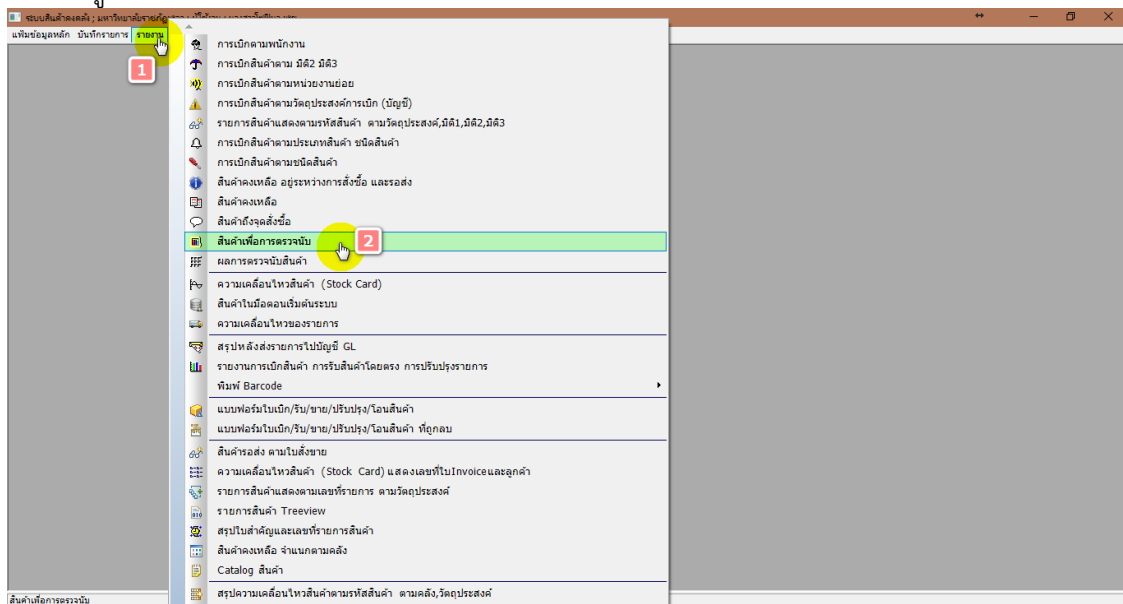 ระบบสินค้าคงคลัง ; มหาวิทยาลัยราชภัฏ
แฟ้มข้อมูลหลัก บันทึกรายการ รายงาน
1
การเบิกตามพนักงาน
การเบิกสินค้าตาม มิติ2 มิติ3
การเบิกสินค้าตามหน่วยงานย่อย
การเบิกสินค้าตามวัตถุประสงค์การเบิก (บัญชี)
รายการสินค้าแสดงตามรหัสสินค้า ตามวัตถุประสงค์,มิติ1,มิติ2,มิติ3
การเบิกสินค้าตามประเภทสินค้า ชนิดสินค้า
การเบิกสินค้าตามชนิดสินค้า
สินค้าคงเหลือ อยู่ระหว่างการสั่งซื้อ และรอส่ง
สินค้าคงเหลือ
สินค้าถึงจุดสั่งซื้อ
สินค้าเพื่อการตรวจนับ 2
ผลการตรวจนับสินค้า
ความเคลื่อนไหวสินค้า (Stock Card)
สินค้าในมือตอนเริ่มต้นระบบ
ความเคลื่อนไหวของรายการ
สรุปหลังส่งรายการไปบัญชี GL
รายงานการเบิกสินค้า การรับสินค้าโดยตรง การปรับปรุงรายการ
พิมพ์ Barcode
แบบฟอร์มใบเบิก/รับ/ขาย/ปรับปรุง/โอนสินค้า
แบบฟอร์มใบเบิก/รับ/ขาย/ปรับปรุง/โอนสินค้า ที่ถูกลบ
สินค้ารอส่ง ตามใบสั่งขาย
ความเคลื่อนไหวสินค้า (Stock Card) แสดงเลขที่ใบInvoiceและลูกค้า
รายการสินค้าแสดงตามเลขที่รายการ ตามวัตถุประสงค์
รายการสินค้า Treeview
สรุปใบสำคัญและเลขที่รายการสินค้า
สินค้าคงเหลือ จำแนกตามคลัง
Catalog สินค้า
สรุปความเคลื่อนไหวสินค้าตามรหัสสินค้า ตามคลัง,วัตถุประสงค์
สินค้าเพื่อการตรวจนับ